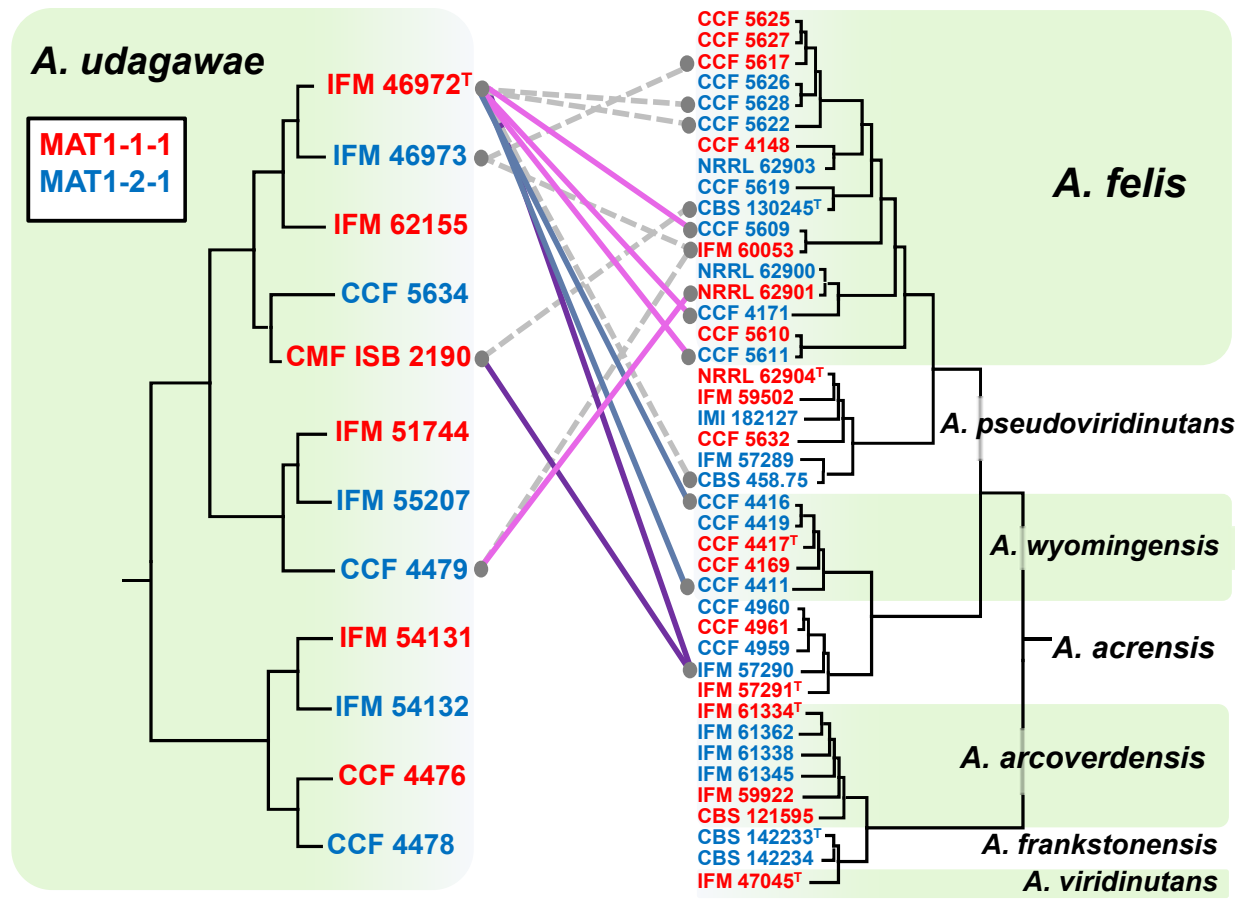 A. udagawae
MAT1-1-1
MAT1-2-1
IFM 46972T
IFM 46973
IFM 62155
CCF 5634
CMF ISB 2190
IFM 51744
IFM 55207
CCF 4479
IFM 54131
IFM 54132
CCF 4476
CCF 4478
CCF 5625
CCF 5627
CCF 5617
CCF 5626
CCF 5628
CCF 5622
CCF 4148
NRRL 62903
CCF 5619
CBS 130245T
CCF 5609
IFM 60053
NRRL 62900
NRRL 62901
CCF 4171
CCF 5610
CCF 5611
A. felis
NRRL 62904T
IFM 59502
IMI 182127
CCF 5632
IFM 57289
CBS 458.75
A. pseudoviridinutans
CCF 4416
CCF 4419
CCF 4417T
CCF 4169
CCF 4411
A. wyomingensis
CCF 4960
CCF 4961
CCF 4959
IFM 57290
IFM 57291T
A. acrensis
IFM 61334T
IFM 61362
IFM 61338
IFM 61345
IFM 59922
CBS 121595
A. arcoverdensis
CBS 142233T
CBS 142234
A. frankstonensis
IFM 47045T
A. viridinutans